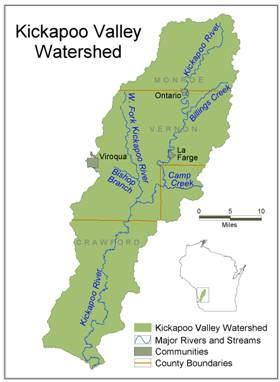 Kickapoo Valley
Watershed
Kickapoo River
MONROE
Ontario
Billings Creek
W. Fork Kickapoo River
VERNON
La
Farge
Viroqua
Bishop
Branch
Camp
Creek
0 5 10
Miles
CRAWFORD
Kickapoo River
Kickapoo Valley Watershed
Major Rivers and Streams
Communities
County Boundaries